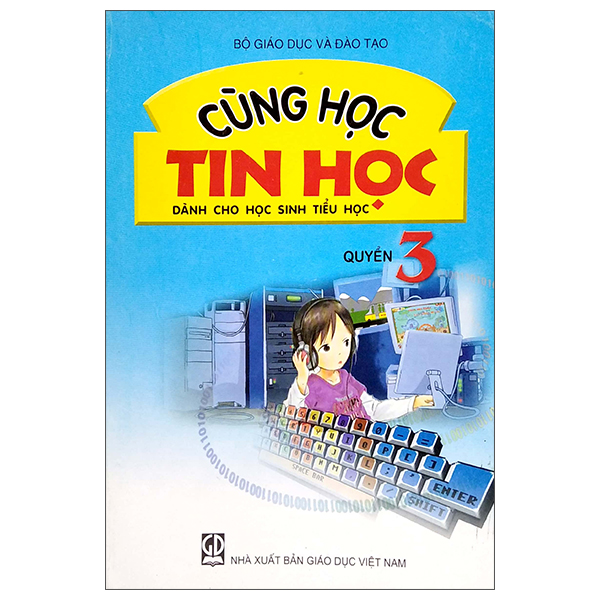 BỘ GIÁO DỤC VÀ ĐÀO TẠO
CÙNG HỌC
TIN HỌC
DÀNH CHO HỌC SINH TIỂU HỌC
QUYỂN 3
ENTER
SHIFT
SPACE BAR
GD
NHÀ XUẤT BẢN GIÁO DỤC VIỆT NAM